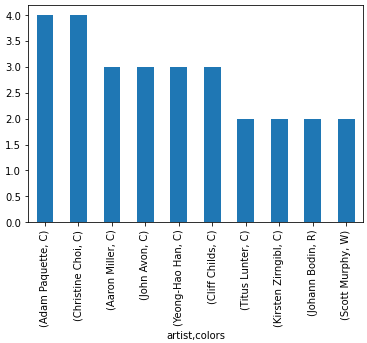 4.0
3.5
3.0
2.5
2.0
1.5
1.0
0.5
0.0
(Adam Paquette, C)
(Christine Choi, C)
(Aaron Miller, C)
(John Avon, C)
(Yeong-Hao Han, C)
(Cliff Childs, C)
(Titus Lunter, C)
(Kirsten Zirngibl, C)
(Johann Bodin, R)
(Scott Murphy, W)
artist,colors